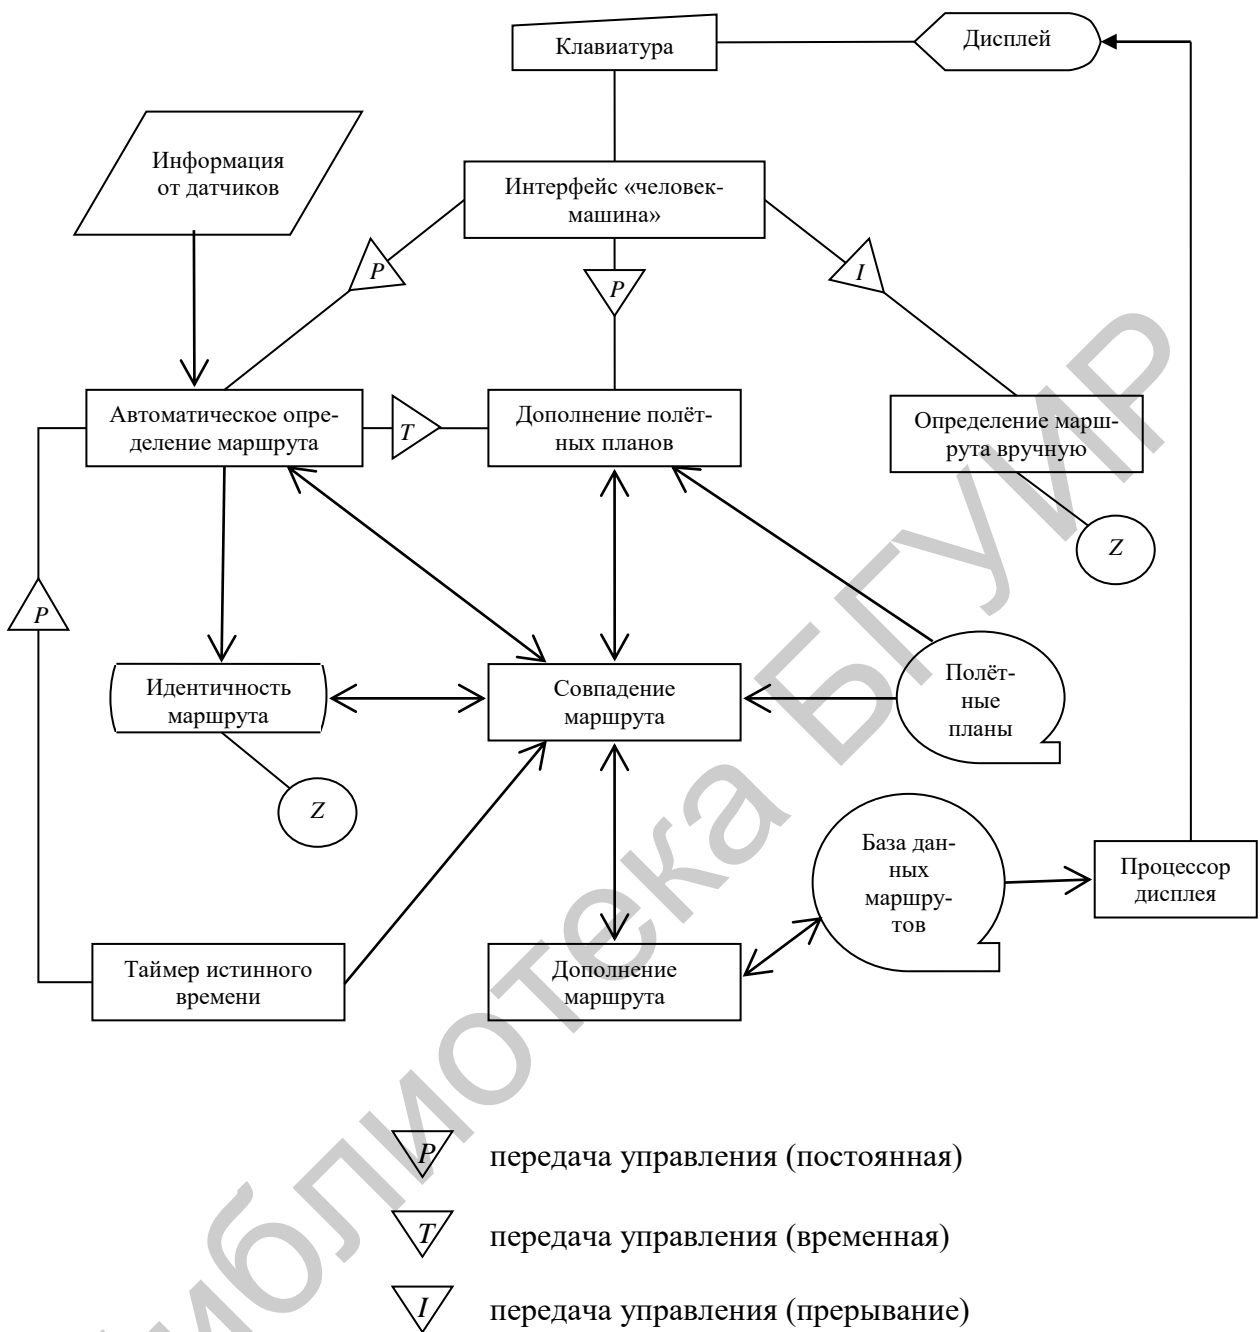 Клавиатура
Дисплей
Информация
от датчиков
Интерфейс «человек-
машина»
P
P
I
Автоматическое опре-
деление маршрута
T
Дополнение полёт-
ных планов
Определение марш-
рута вручную
Z
P
Идентичность
маршрута
Совпадение
маршрута
Полёт-
ные
планы
Z
База дан-
ных
маршру-
тов
Процессор
дисплея
Таймер истинного
времени
Дополнение
маршрута
P передача управления (постоянная)
T передача управления (временная)
I передача управления (прерывание)
иблиотека БГУИР